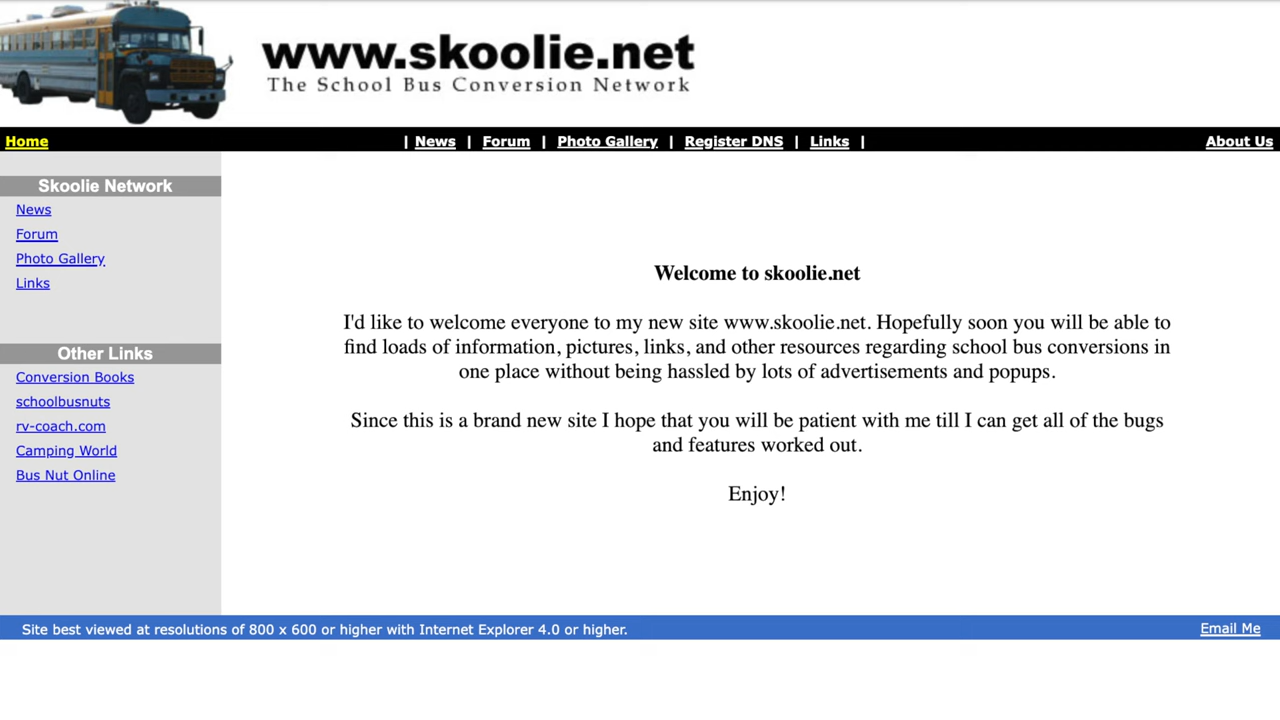 www.skoolie.net
The School Bus Conversion Network
Home | News | Forum | Photo Gallery | Register DNS | Links | About Us
Skoolie Network
News
Forum
Photo Gallery
Links
Other Links
Conversion Books
schoolbusnuts
rv-coach.com
Camping World
Bus Nut Online
Welcome to skoolie.net
I'd like to welcome everyone to my new site www.skoolie.net. Hopefully soon you will be able to
find loads of information, pictures, links, and other resources regarding school bus conversions in
one place without being hassled by lots of advertisements and popups.
Since this is a brand new site I hope that you will be patient with me till I can get all of the bugs
and features worked out.
Enjoy!
Site best viewed at resolutions of 800 x 600 or higher with Internet Explorer 4.0 or higher.
Email Me